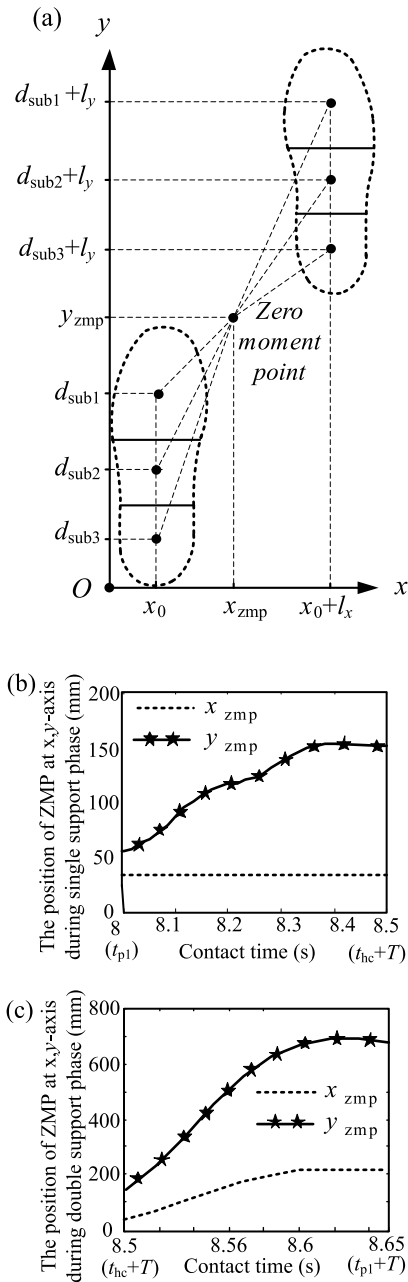 (a)
y
d_sub1 + l_y
d_sub2 + l_y
d_sub3 + l_y
y_zmp
Zero
moment
point
d_sub1
d_sub2
d_sub3
O
x_0
x_zmp
x_0 + l_x
x
(b)
The position of ZMP at x,y-axis
during single support phase (mm)
200
150
100
50
0
x zmp
y zmp
8
8.1
8.2
8.3
8.4
8.5
(t_p1)
Contact time (s)
(t_hc + T)
(c)
The position of ZMP at x,y-axis
during double support phase (mm)
800
600
400
200
0
x zmp
y zmp
8.5
8.56
8.6
8.65
(t_hc + T)
Contact time (s)
(t_p1 + T)